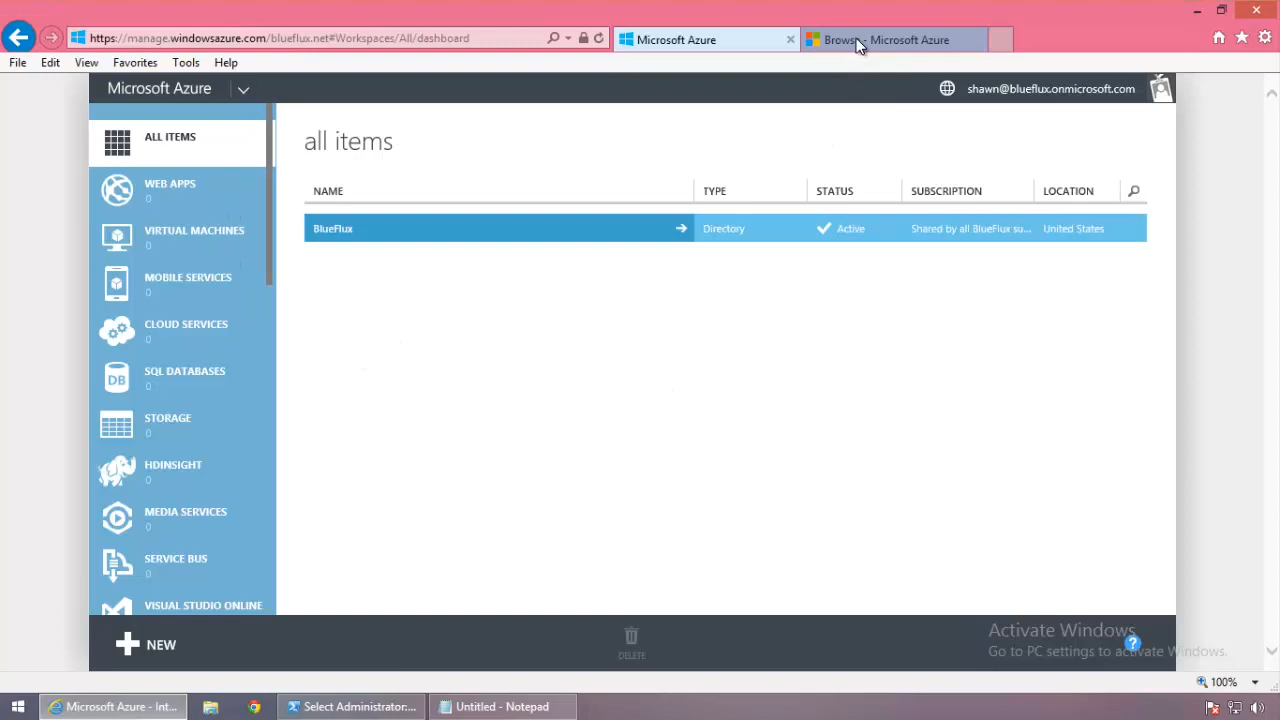 https://manage.windowsazure.com/blueflux.net#Workspaces/All/dashboard
Microsoft Azure
Browse - Microsoft Azure
File Edit View Favorites Tools Help
Microsoft Azure
shawn@blueflux.onmicrosoft.com
ALL ITEMS
WEB APPS
0
VIRTUAL MACHINES
0
MOBILE SERVICES
0
CLOUD SERVICES
0
SQL DATABASES
0
DB
STORAGE
0
HDINSIGHT
0
MEDIA SERVICES
0
SERVICE BUS
0
VISUAL STUDIO ONLINE
all items
NAME TYPE STATUS SUBSCRIPTION LOCATION
BlueFlux Directory Active Shared by all BlueFlux su... United States
NEW
DELETE
?
Activate Windows
Go to PC settings to activate Windows.
100%
Microsoft Azure - Int...
Select Administrator:...
Untitled - Notepad